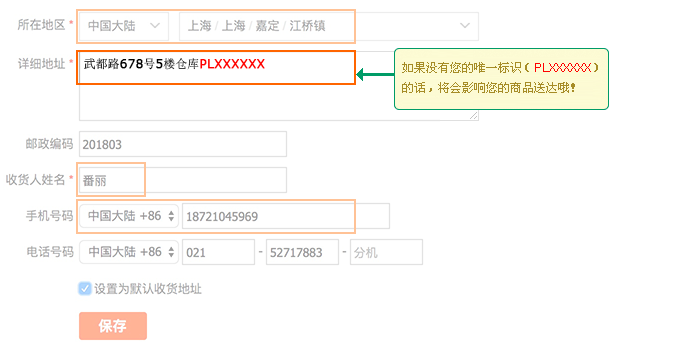 所在地区 * 中国大陆 上海 / 上海 / 嘉定 / 江桥镇
详细地址 * 武都路678号5楼仓库PLXXXXXX
如果没有您的唯一标识（PLXXXXXX）
的话，将会影响您的商品送达哦！
邮政编码 201803
收货人姓名 * 番丽
手机号码 中国大陆 +86 18721045969
电话号码 中国大陆 +86 021 - 52717883 - 分机
设置为默认收货地址
保存